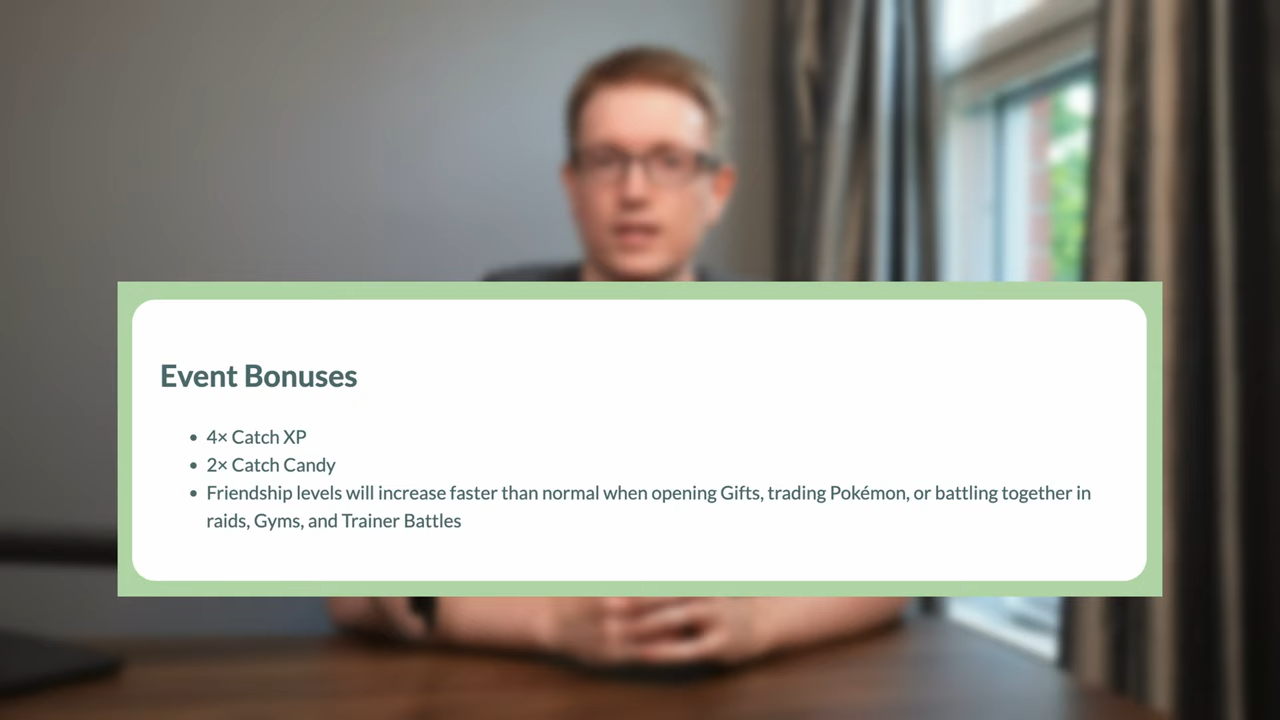 Event Bonuses
• 4× Catch XP
• 2× Catch Candy
• Friendship levels will increase faster than normal when opening Gifts, trading Pokémon, or battling together in
raids, Gyms, and Trainer Battles